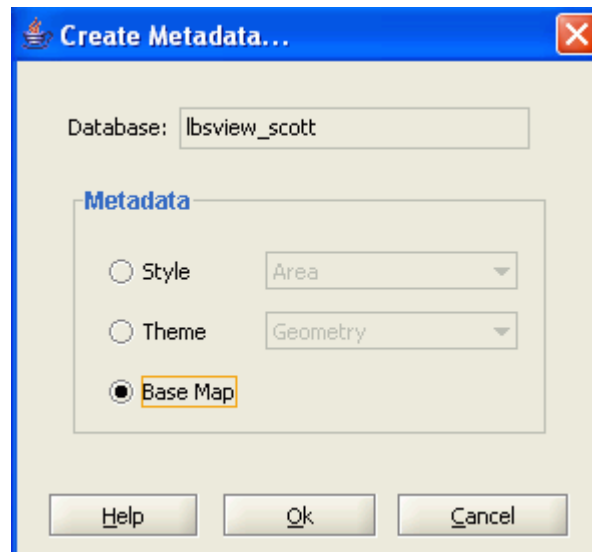 Create Metadata...
Database: lbsview_scott
Metadata
Style Area
Theme Geometry
Base Map
Help Ok Cancel